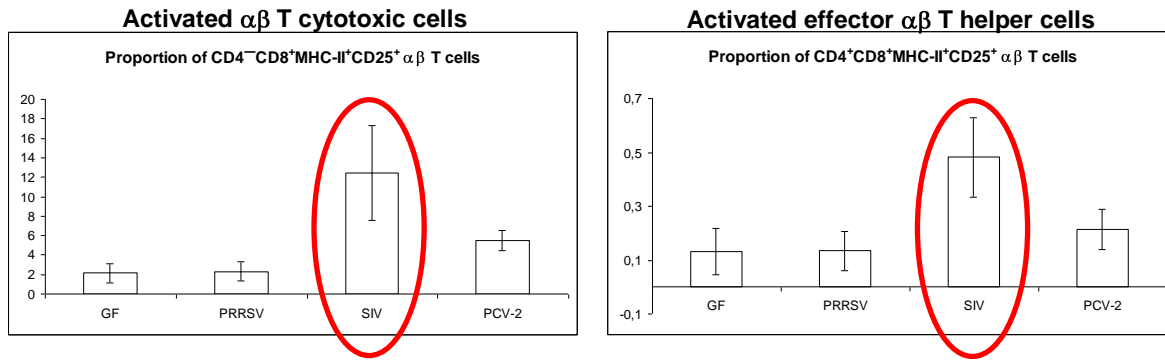 Activated αβ T cytotoxic cells
Proportion of CD4⁻CD8⁺MHC-II⁺CD25⁺ αβ T cells
20
18
16
14
12
10
8
6
4
2
0
GF PRRSV SIV PCV-2
Activated effector αβ T helper cells
Proportion of CD4⁺CD8⁺MHC-II⁺CD25⁺ αβ T cells
0,7
0,5
0,3
0,1
-0,1
GF PRRSV SIV PCV-2